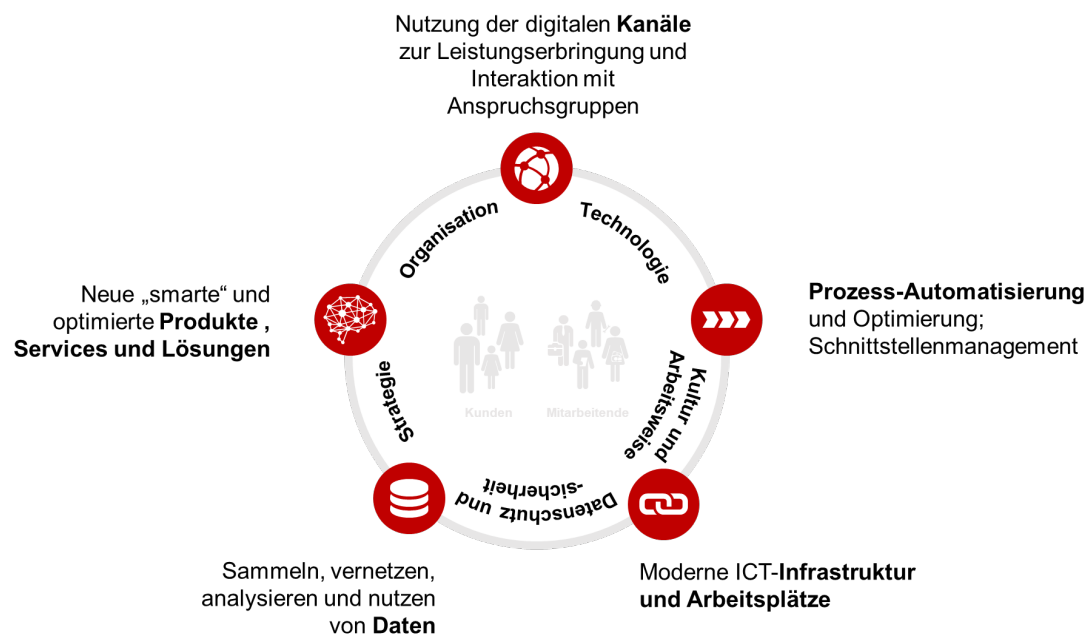 Nutzung der digitalen Kanäle
zur Leistungserbringung und
Interaktion mit
Anspruchsgruppen
Organisation
Technologie
Neue „smarte“ und
optimierte Produkte ,
Services und Lösungen
Prozess-Automatisierung
und Optimierung;
Schnittstellenmanagement
Kunden
Mitarbeitende
Strategie
Kultur und
Arbeitsweise
Datenschutz und
-sicherheit
Sammeln, vernetzen,
analysieren und nutzen
von Daten
Moderne ICT-Infrastruktur
und Arbeitsplätze